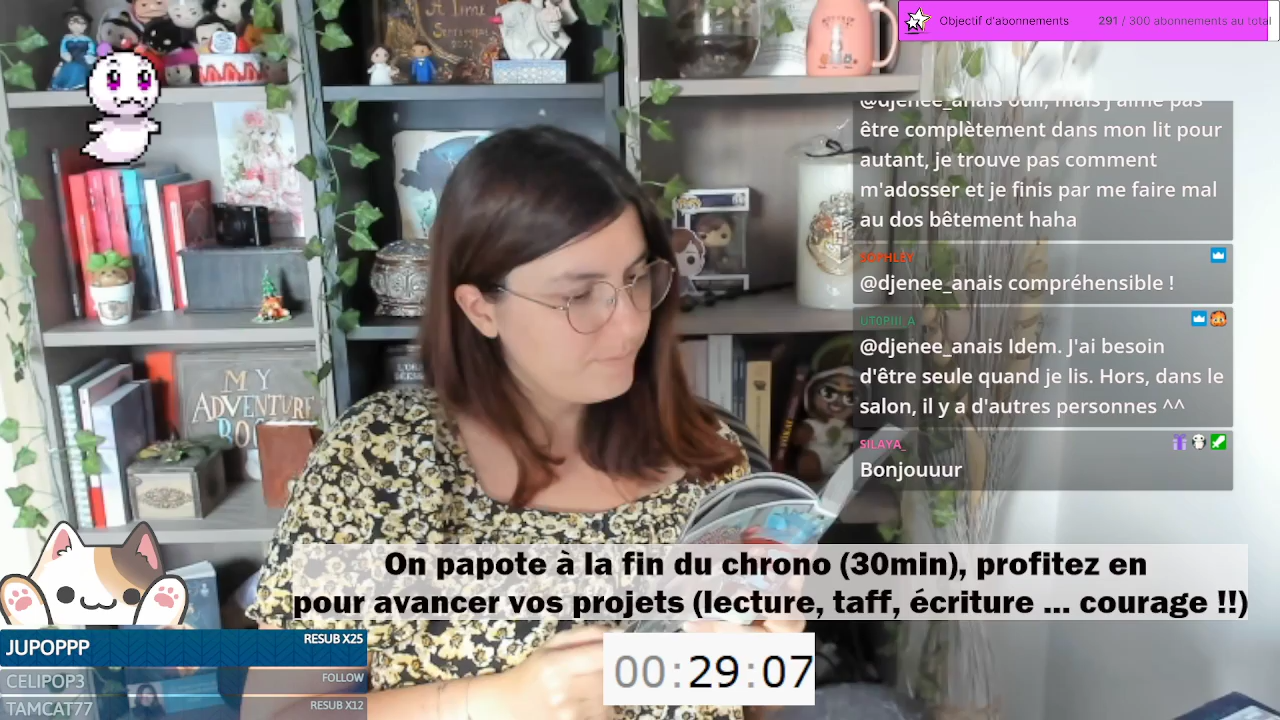 Objectif d'abonnements
291 / 300 abonnements au total
A Time
@djenee_anais ouii, mais j'aime pas
être complètement dans mon lit pour
autant, je trouve pas comment
m'adosser et je finis par me faire mal
au dos bêtement haha
@djenee_anais compréhensible !
UT0PIII_A
@djenee_anais Idem. J'ai besoin
d'être seule quand je lis. Hors, dans le
salon, il y a d'autres personnes ^^
SILAYA_
Bonjouuur
MY
ADVENTURE
On papote à la fin du chrono (30min), profitez en
pour avancer vos projets (lecture, taff, écriture ... courage !!)
JUPOPPP
RESUB X25
CELIPOP3
FOLLOW
TAMCAT77
RESUB X12
00:29:07